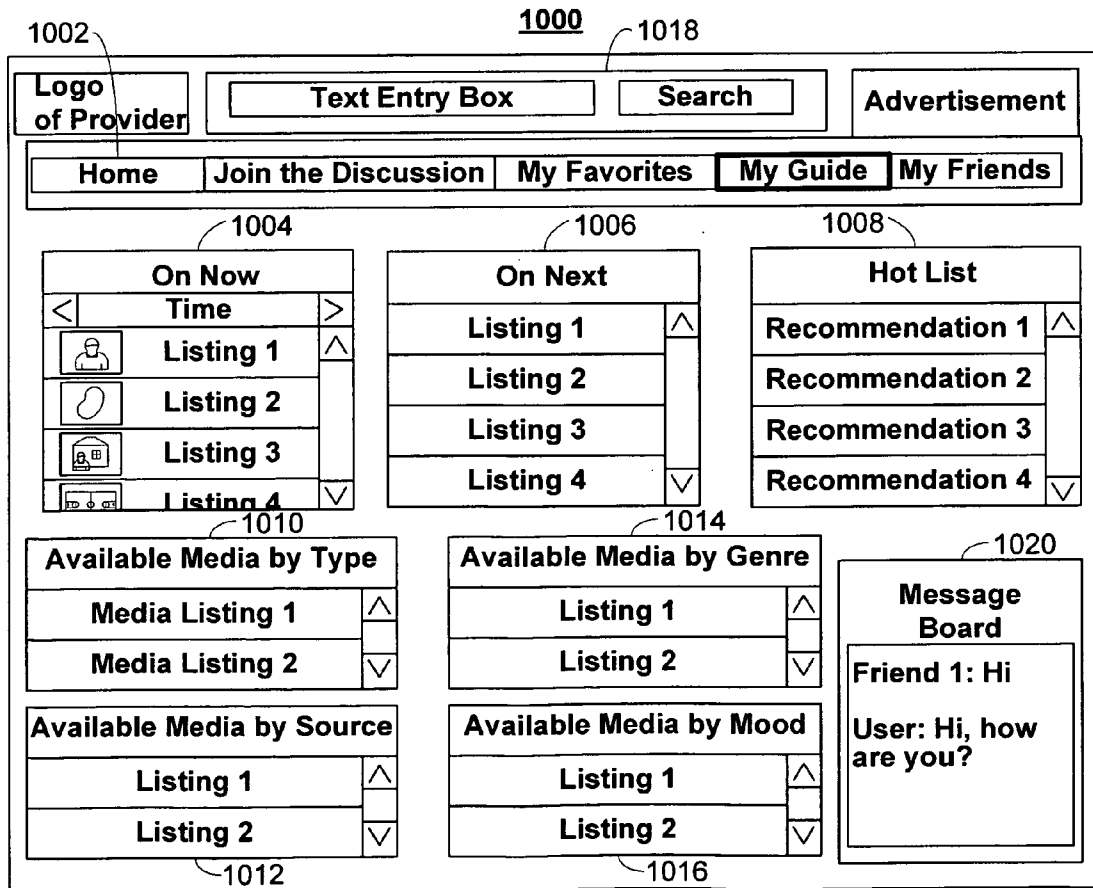 1000
1002
1018
Logo
of Provider
Text Entry Box
Search
Advertisement
Home
Join the Discussion
My Favorites
My Guide
My Friends
1004
1006
1008
On Now
< Time >
Listing 1
Listing 2
Listing 3
Listing 4
On Next
Listing 1
Listing 2
Listing 3
Listing 4
Hot List
Recommendation 1
Recommendation 2
Recommendation 3
Recommendation 4
1010
1014
1020
Available Media by Type
Media Listing 1
Media Listing 2
Available Media by Genre
Listing 1
Listing 2
Message
Board
Friend 1: Hi
User: Hi, how
are you?
Available Media by Source
Listing 1
Listing 2
Available Media by Mood
Listing 1
Listing 2
1012
1016